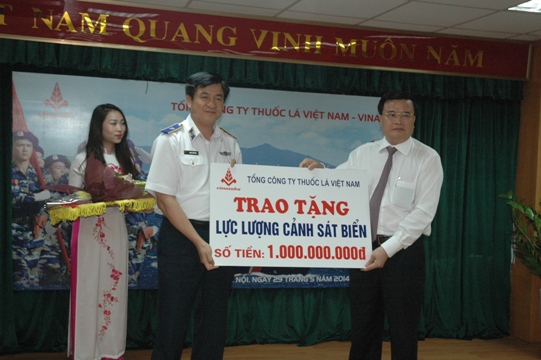 T NAM QUANG VINH MUÔN NĂM
TỔNG CÔNG TY THUỐC LÁ VIỆT NAM - VINA
TỔNG CÔNG TY THUỐC LÁ VIỆT NAM
TRAO TẶNG
LỰC LƯỢNG CẢNH SÁT BIỂN
SỐ TIỀN: 1.000.000.000đ
NỘI, NGÀY 29 THÁNG 5 NĂM 2014